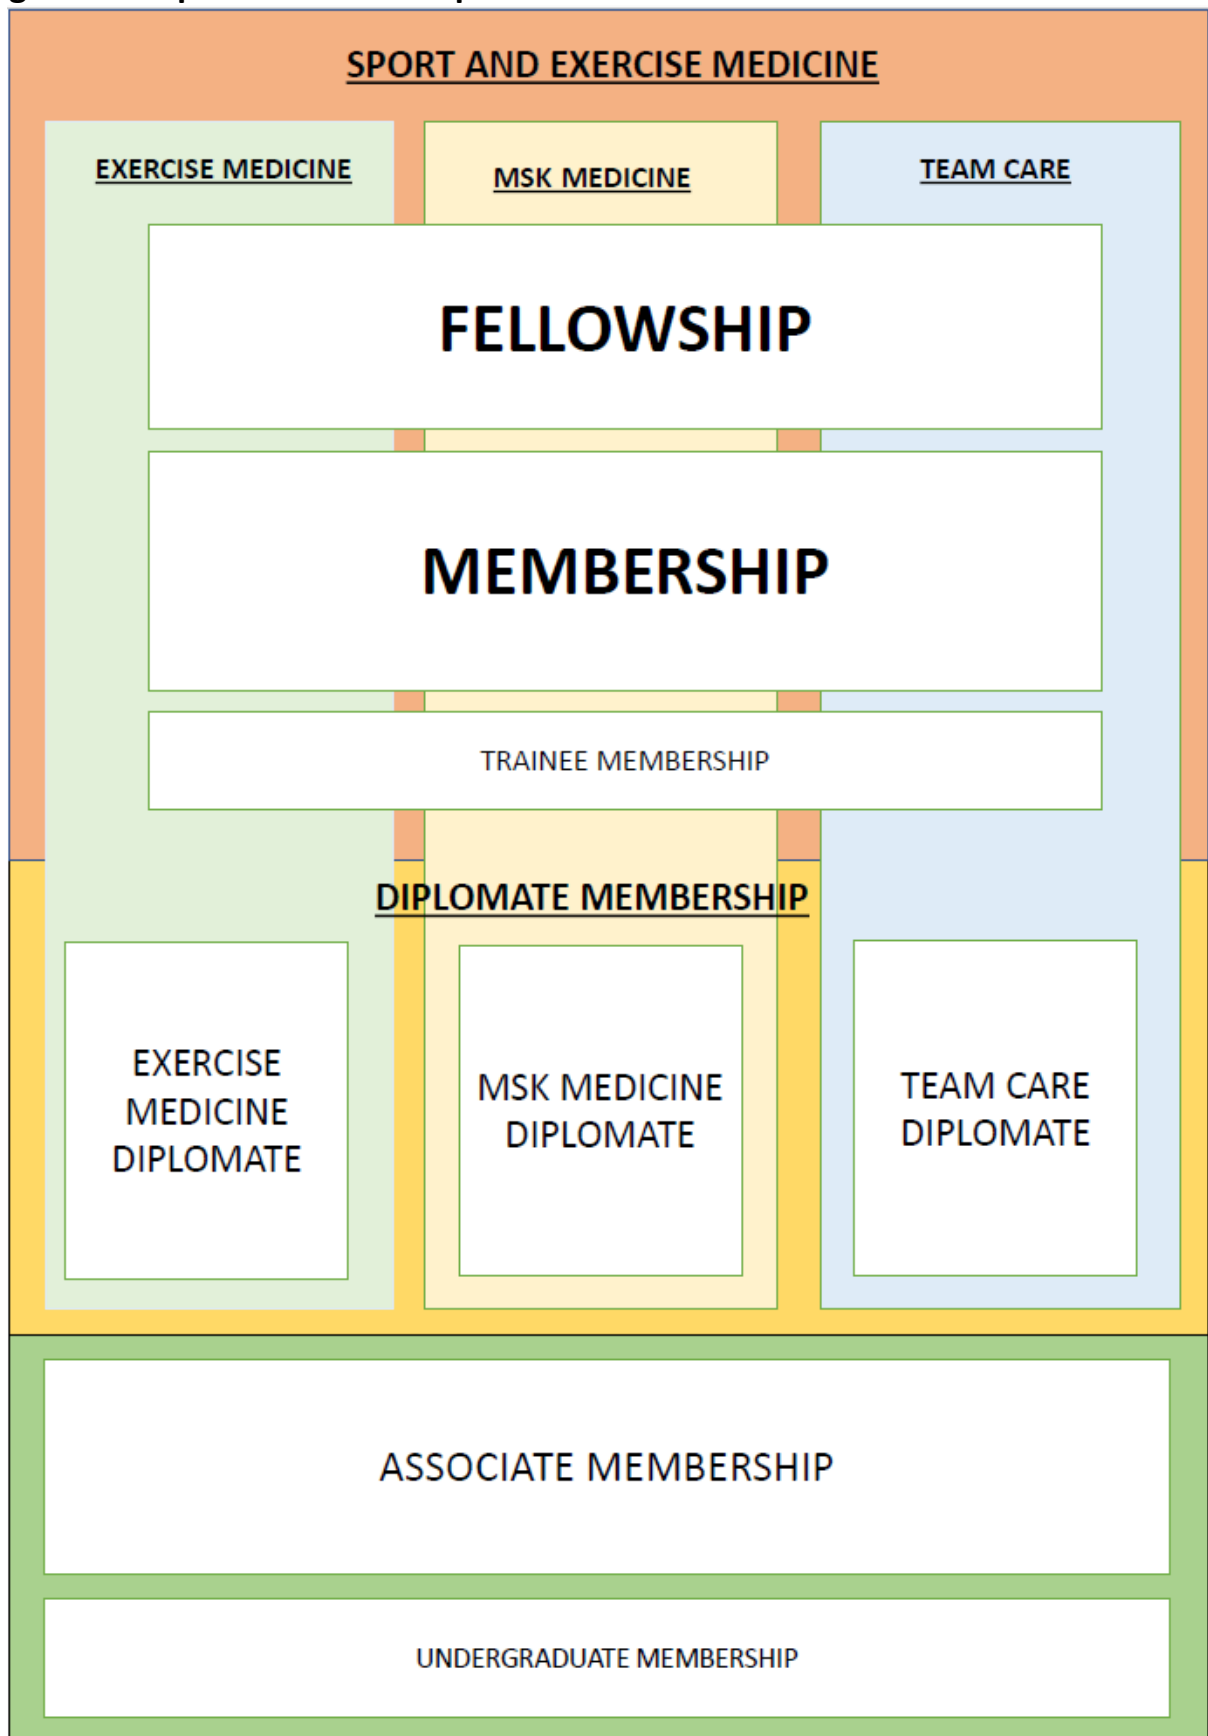 SPORT AND EXERCISE MEDICINE
EXERCISE MEDICINE
MSK MEDICINE
TEAM CARE
FELLOWSHIP
MEMBERSHIP
TRAINEE MEMBERSHIP
DIPLOMATE MEMBERSHIP
EXERCISE
MEDICINE
DIPLOMATE
MSK MEDICINE
DIPLOMATE
TEAM CARE
DIPLOMATE
ASSOCIATE MEMBERSHIP
UNDERGRADUATE MEMBERSHIP